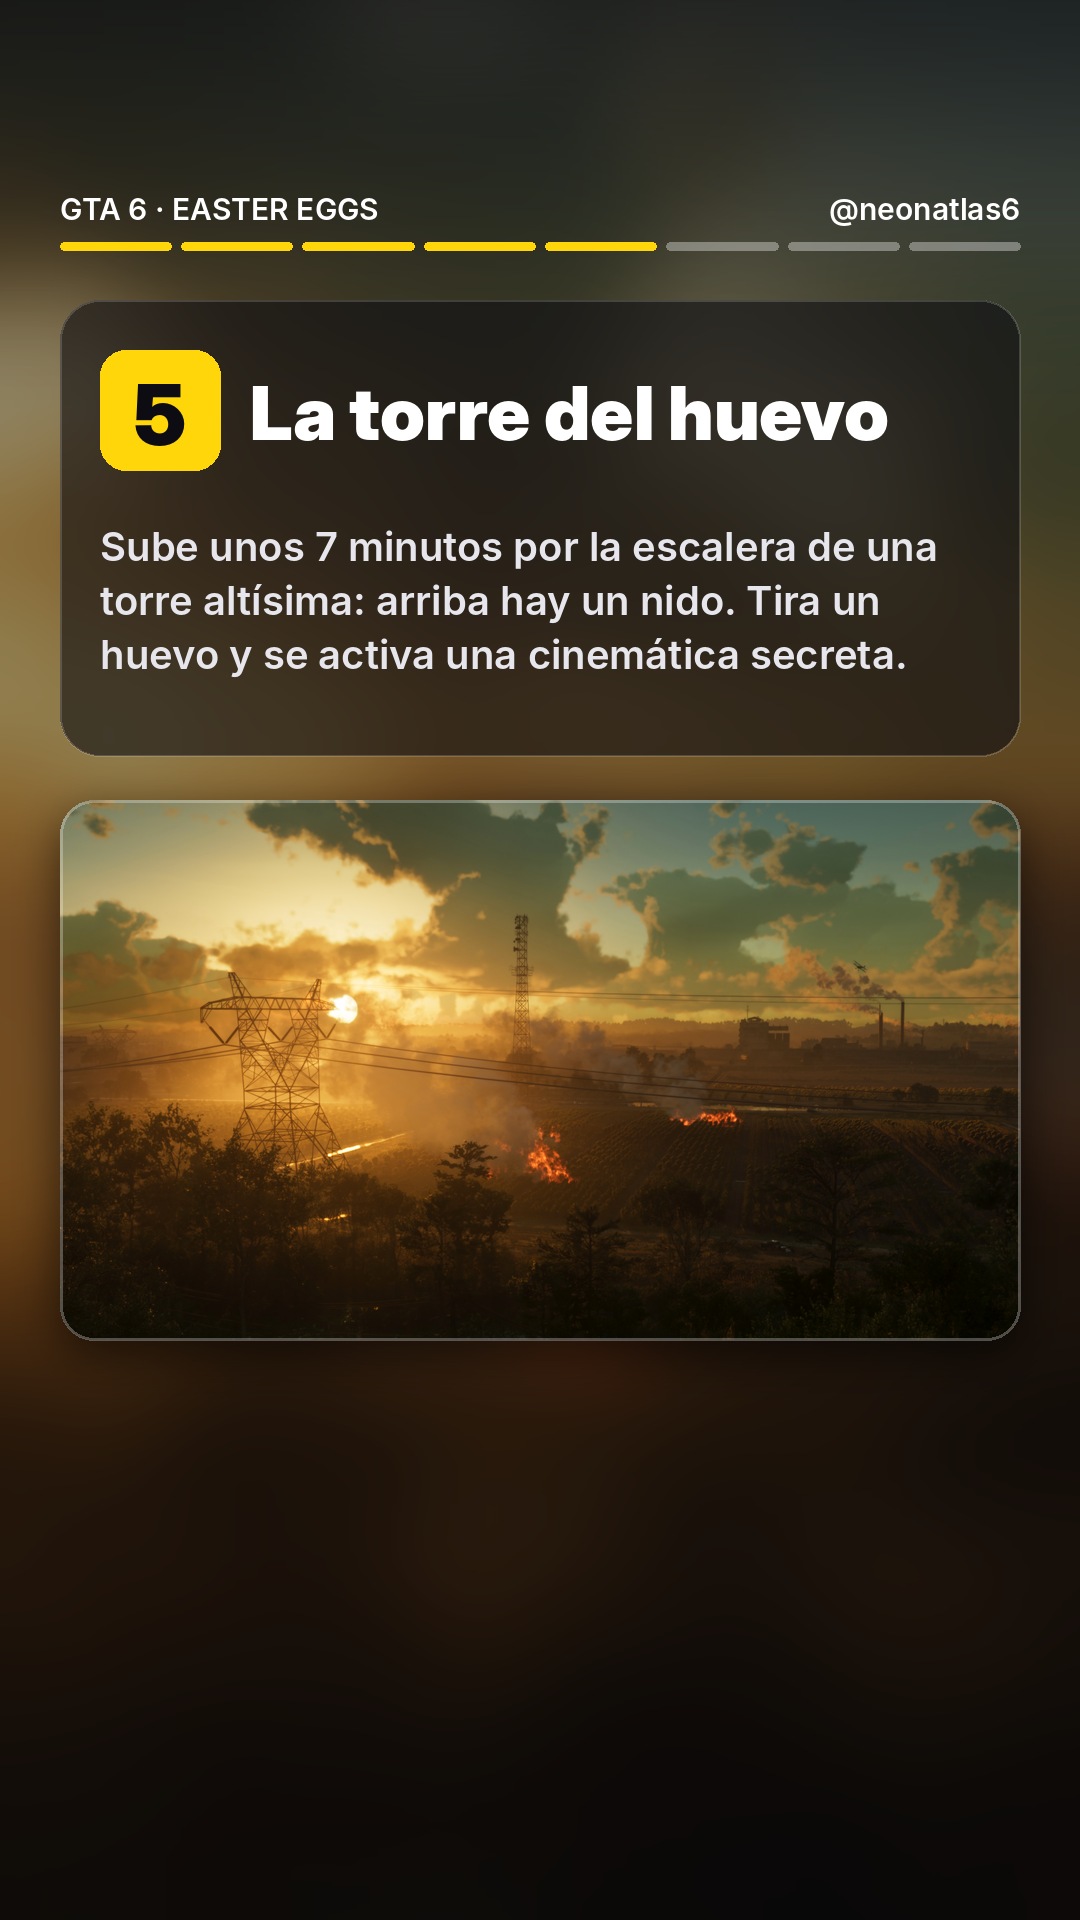 GTA 6 · EASTER EGGS
@neonatlas6
5
La torre del huevo
Sube unos 7 minutos por la escalera de una
torre altísima: arriba hay un nido. Tira un
huevo y se activa una cinemática secreta.